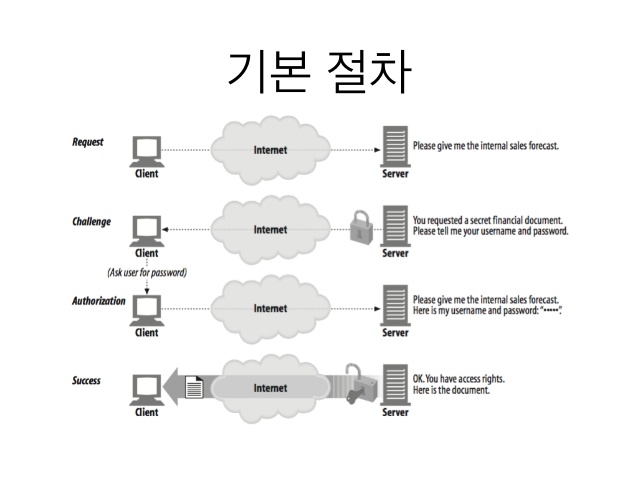 기본 절차
Request
Internet
Please give me the internal sales forecast.
Client
Server
Challenge
Internet
You requested a secret financial document.
Please tell me your username and password.
Client
Server
(Ask user for password)
Authorization
Internet
Please give me the internal sales forecast.
Here is my username and password: “•••••”.
Client
Server
Success
Internet
OK. You have access rights.
Here is the document.
Client
Server